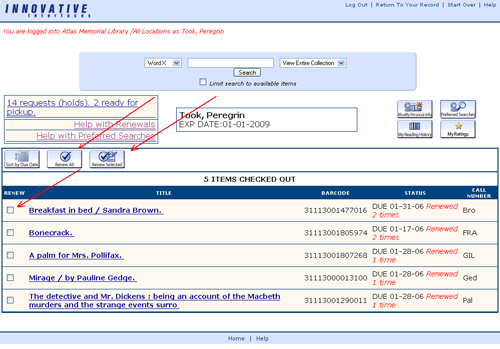 INNOVATIVE
interfaces
Log Out | Return To Your Record | Start Over | Help
You are logged into Atlas Memorial Library /All Locations as Took, Peregrin
Word X
View Entire Collection
Search
Limit search to available items
14 requests (holds). 2 ready for
pickup.
Help with Renewals
Help with Preferred Searches
Took, Peregrin
EXP DATE:01-01-2009
Modify Personal Info
Preferred Searches
My Reading History
My Ratings
Sort by Due Date
Renew All
Renew Selected
5 ITEMS CHECKED OUT
RENEW TITLE BARCODE STATUS CALL NUMBER
Breakfast in bed / Sandra Brown. 31113001477016 DUE 01-31-06 Renewed 2 times Bro
Bonecrack. 31113001805974 DUE 01-17-06 Renewed 2 times FRA
A palm for Mrs. Pollifax. 31113001807268 DUE 01-28-06 Renewed 1 time GIL
Mirage / by Pauline Gedge. 31113000013100 DUE 01-28-06 Renewed 1 time Ged
The detective and Mr. Dickens : being an account of the Macbeth
murders and the strange events surro 31113001290011 DUE 01-28-06 Renewed 1 time Pal
Home | Help